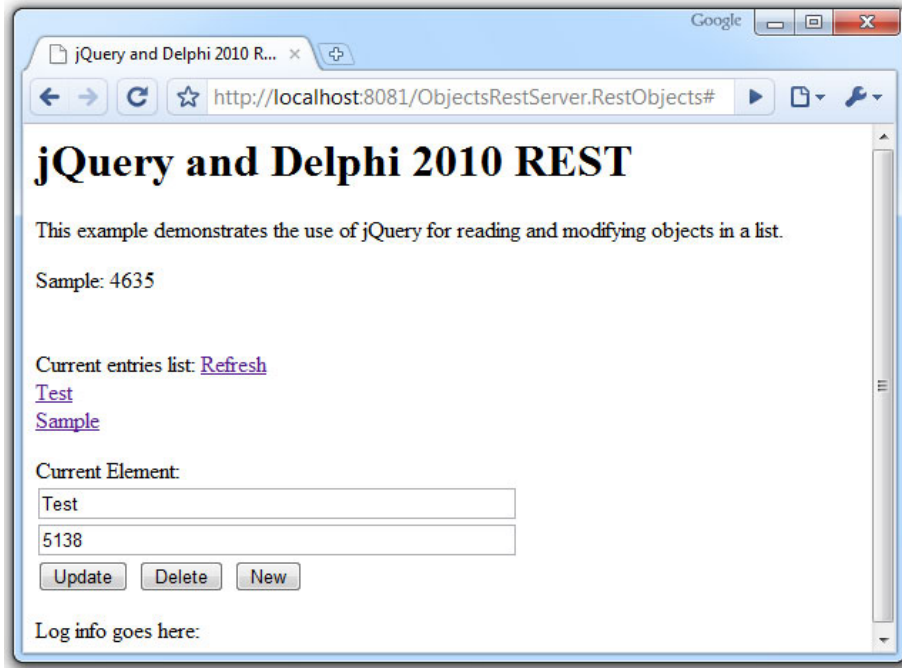 Google
jQuery and Delphi 2010 R...
http://localhost:8081/ObjectsRestServer.RestObjects#
jQuery and Delphi 2010 REST
This example demonstrates the use of jQuery for reading and modifying objects in a list.
Sample: 4635
Current entries list: Refresh
Test
Sample
Current Element:
Test
5138
Update Delete New
Log info goes here: